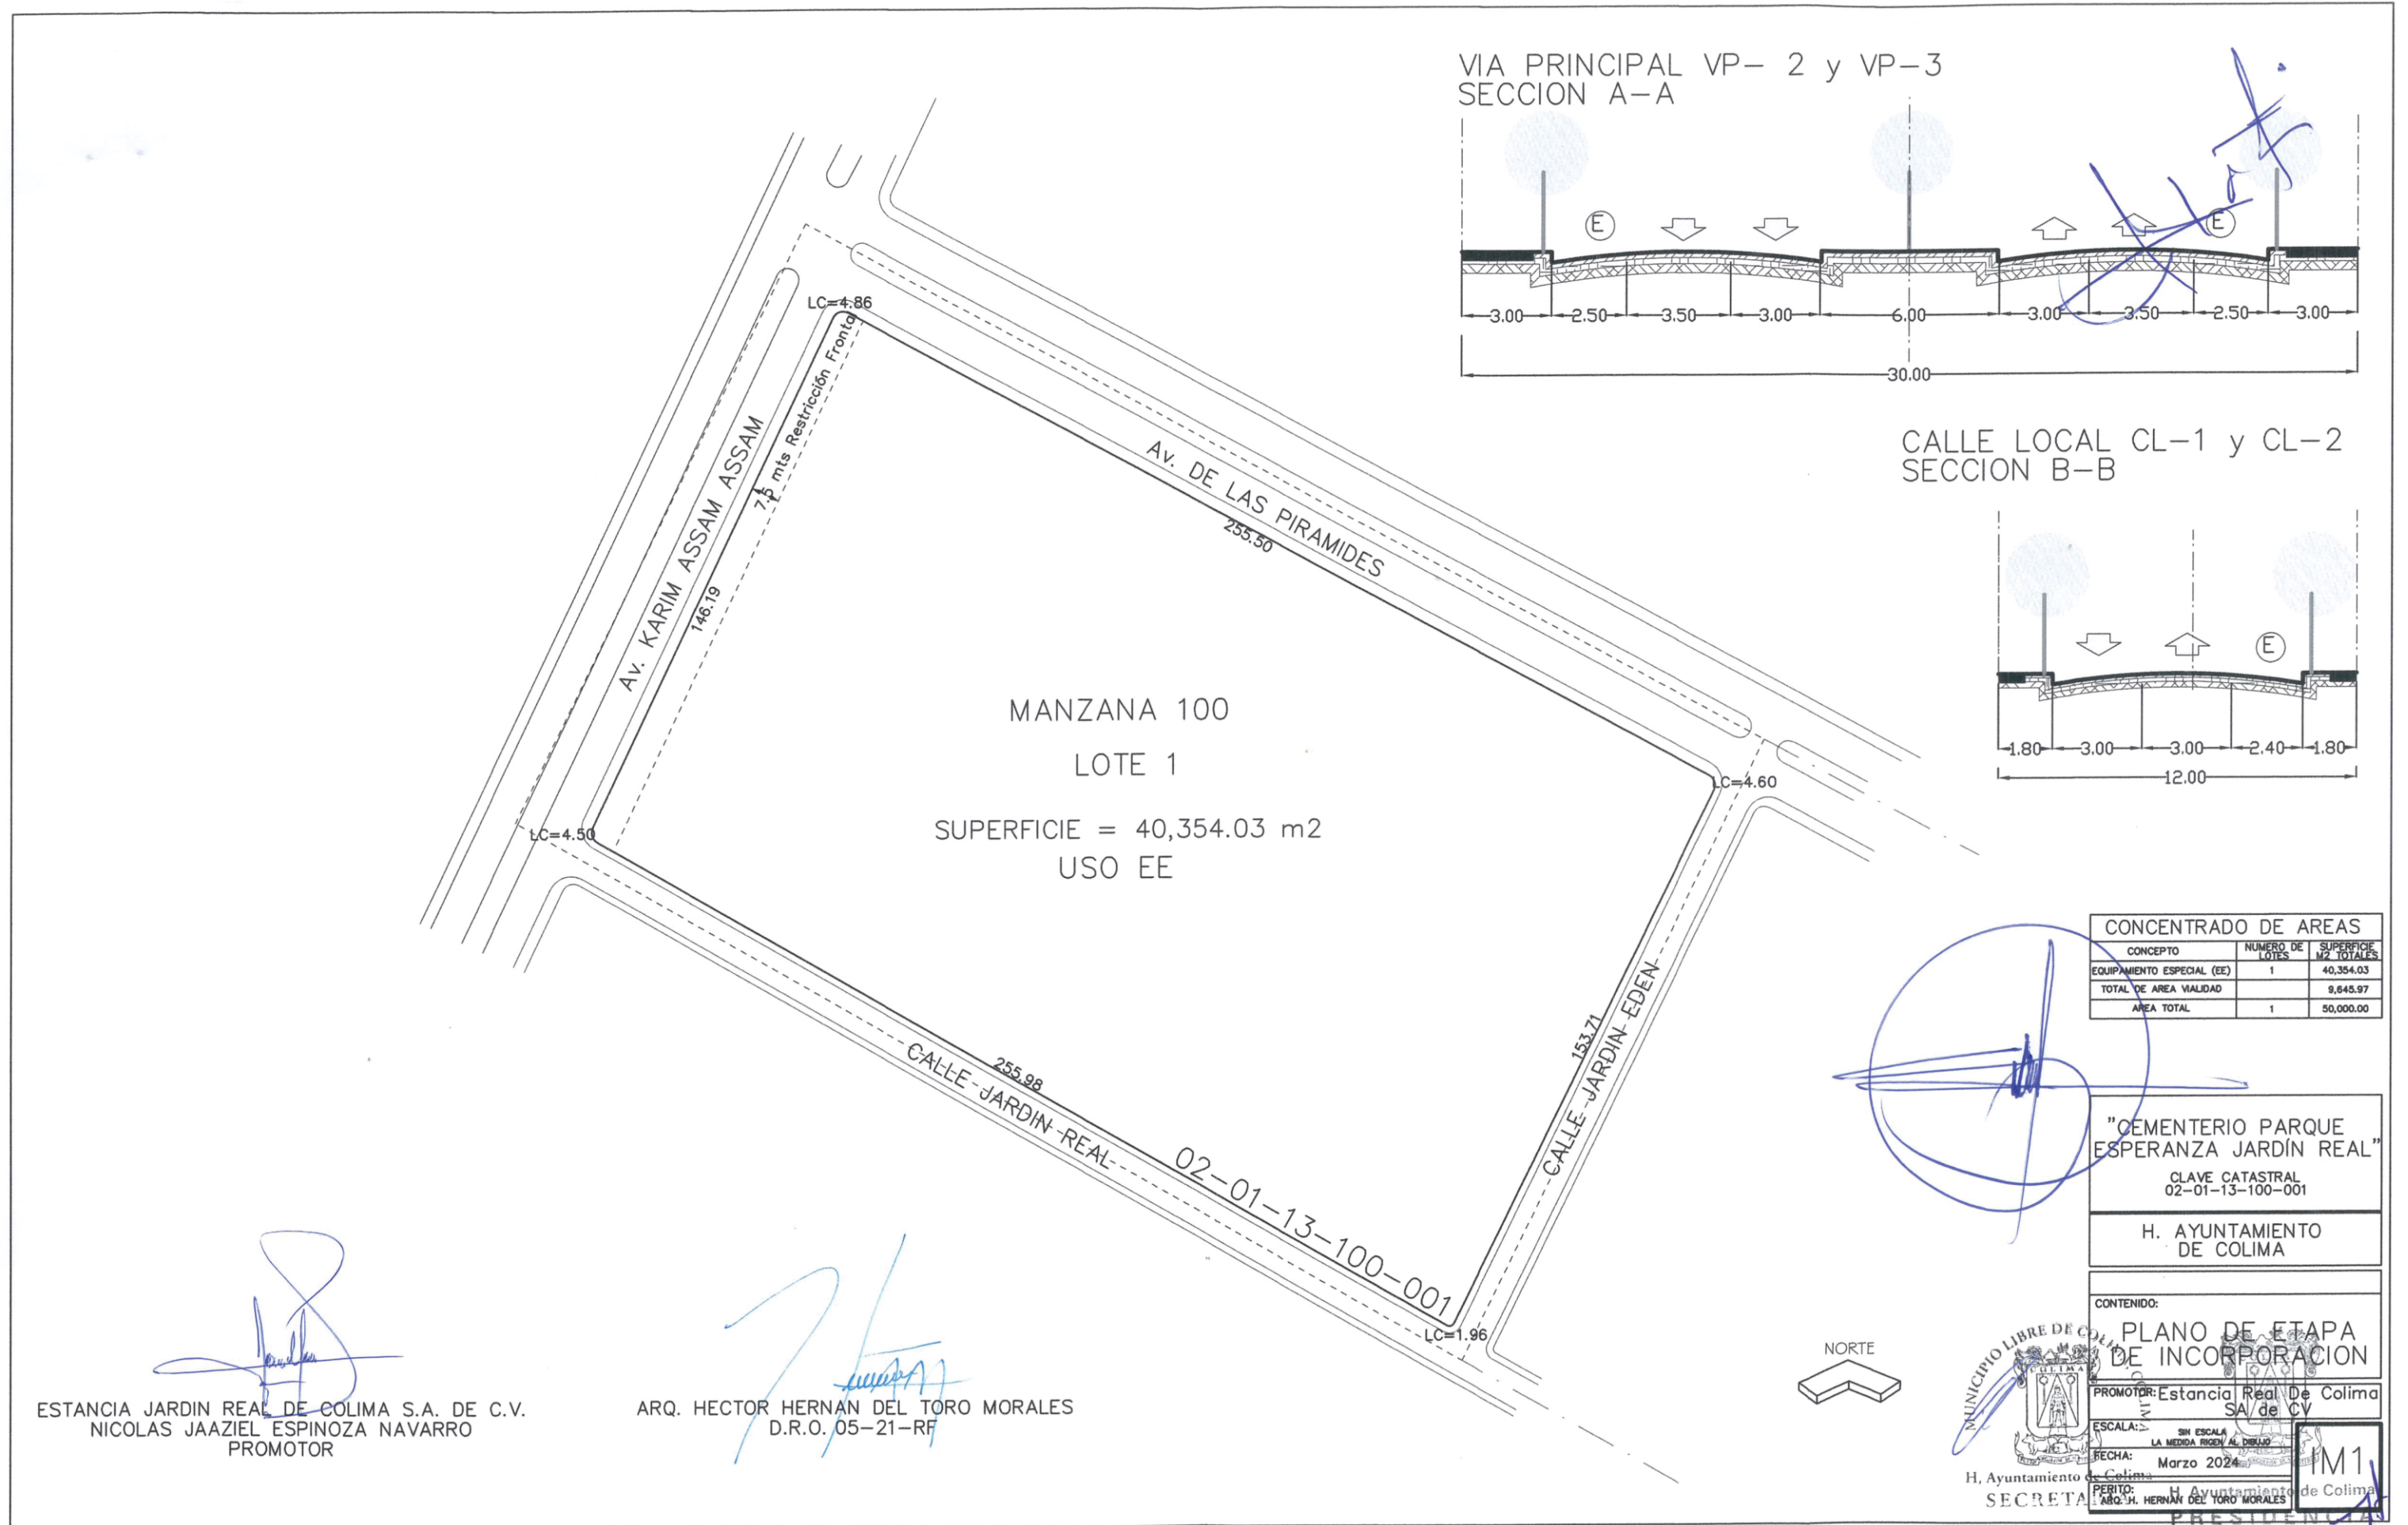 VIA PRINCIPAL VP- 2 y VP-3
SECCION A-A
E
E
3.00 2.50 3.50 3.00 6.00 3.00 3.50 2.50 3.00
30.00
CALLE LOCAL CL-1 y CL-2
SECCION B-B
E
1.80 3.00 3.00 2.40 1.80
12.00
LC=4.86
7.5 mts Restricción Frontal
Av. KARIM ASSAM ASSAM
146.19
Av. DE LAS PIRAMIDES
255.50
MANZANA 100
LOTE 1
SUPERFICIE = 40,354.03 m2
USO EE
LC=4.60
LC=4.50
CALLE JARDIN EDEN
153.71
255.98
CALLE JARDIN REAL
02-01-13-100-001
LC=1.96
CONCENTRADO DE AREAS
CONCEPTO NUMERO DE LOTES SUPERFICIE M2 TOTALES
EQUIPAMIENTO ESPECIAL (EE) 1 40,354.03
TOTAL DE AREA VIALIDAD 9,645.97
AREA TOTAL 1 50,000.00
"CEMENTERIO PARQUE
ESPERANZA JARDÍN REAL"
CLAVE CATASTRAL
02-01-13-100-001
H. AYUNTAMIENTO
DE COLIMA
CONTENIDO:
PLANO DE ETAPA
DE INCORPORACION
PROMOTOR: Estancia Real De Colima
SA de CV
ESCALA: SIN ESCALA
LA MEDIDA RIGEN AL DIBUJO
FECHA: Marzo 2024
PERITO:
ARQ. H. HERNAN DEL TORO MORALES
IM1
NORTE
MUNICIPIO LIBRE DE COLIMA, COLIMA
COLIMA
H, Ayuntamiento de Colima
H. Ayuntamiento de Colima
PRESIDENCIA
ESTANCIA JARDIN REAL DE COLIMA S.A. DE C.V.
NICOLAS JAAZIEL ESPINOZA NAVARRO
PROMOTOR
ARQ. HECTOR HERNAN DEL TORO MORALES
D.R.O. 05-21-RF